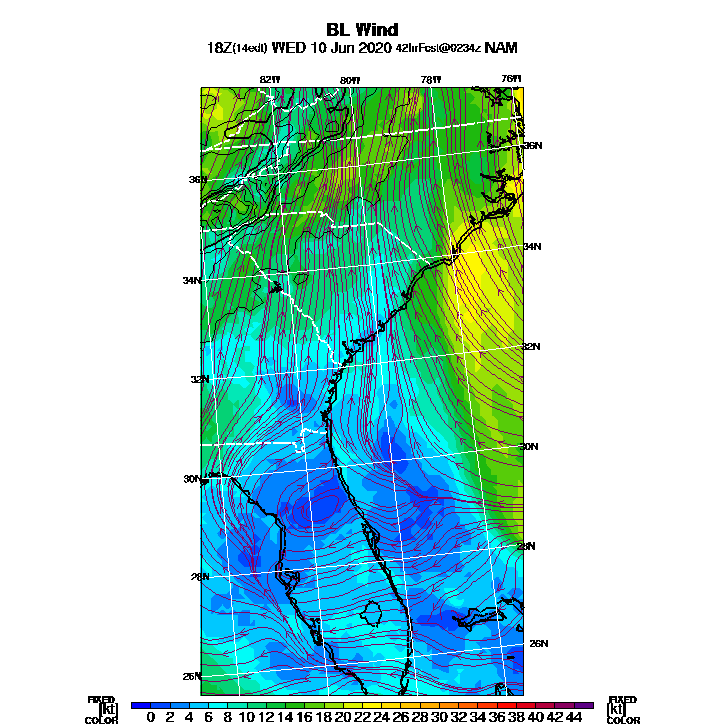 BL Wind
18Z(14edt) WED 10 Jun 2020 42hrFcst@0234z NAM
82W 80W 78W 76W
36N
36N
34N
34N
32N
32N
30N
30N
28N
28N
26N
26N
FIXED FIXED
[kt] 0 2 4 6 8 10 12 14 16 18 20 22 24 26 28 30 32 34 36 38 40 42 44 [kt]
COLOR COLOR